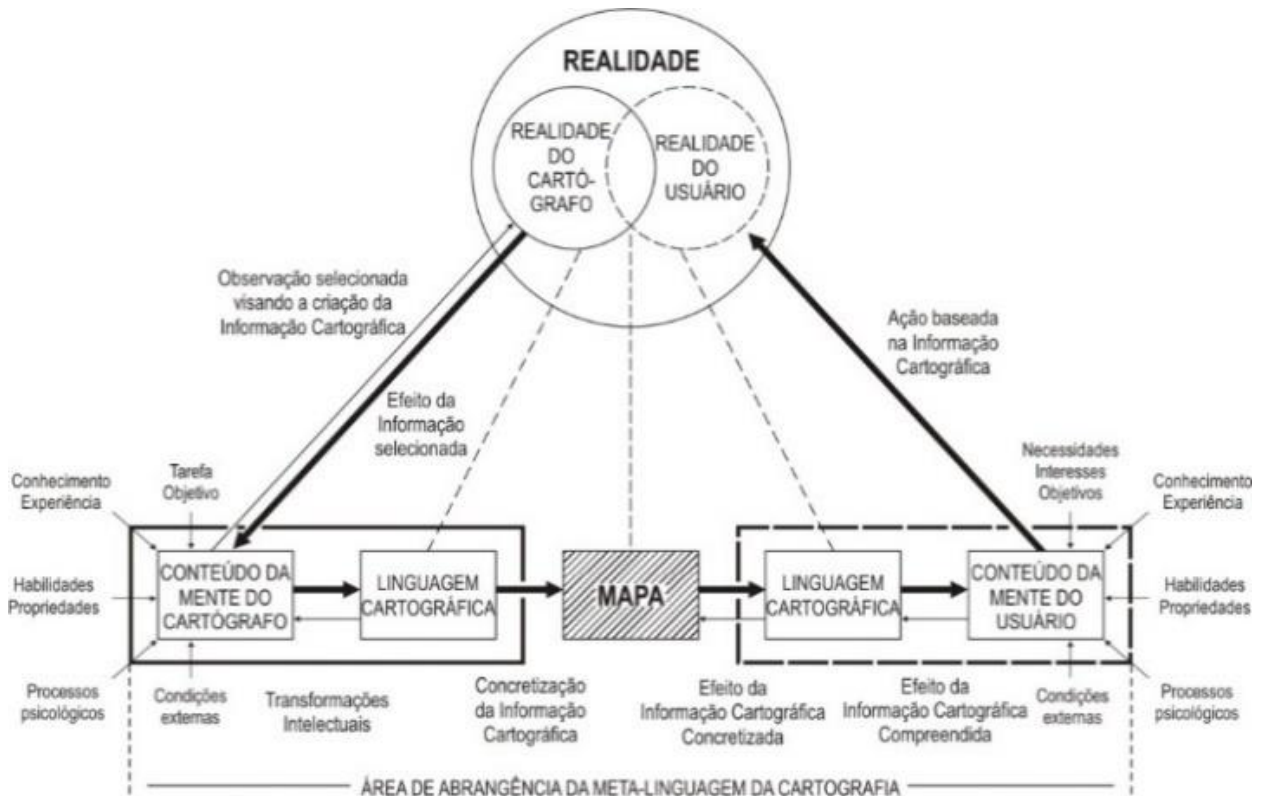 REALIDADE
REALIDADE
DO
CARTÓ-
GRAFO
REALIDADE
DO
USUÁRIO
Observação selecionada
visando a criação da
Informação Cartográfica
Efeito da
Informação
selecionada
Ação baseada
na Informação
Cartográfica
Conhecimento
Experiência
Tarefa
Objetivo
Habilidades
Propriedades
Processos
psicológicos
Condições
externas
CONTEÚDO DA
MENTE DO
CARTÓGRAFO
LINGUAGEM
CARTOGRÁFICA
MAPA
LINGUAGEM
CARTOGRÁFICA
CONTEÚDO DA
MENTE DO
USUÁRIO
Necessidades
Interesses
Objetivos
Conhecimento
Experiência
Habilidades
Propriedades
Processos
psicológicos
Condições
externas
Transformações
Intelectuais
Concretização
da Informação
Cartográfica
Efeito da
Informação Cartográfica
Concretizada
Efeito da
Informação Cartográfica
Compreendida
ÁREA DE ABRANGÊNCIA DA META-LINGUAGEM DA CARTOGRAFIA